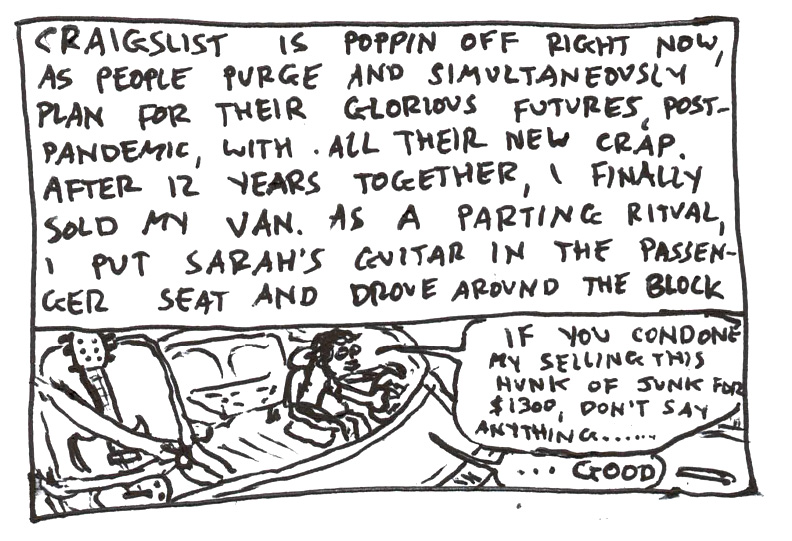 CRAIGSLIST IS POPPIN OFF RIGHT NOW,
AS PEOPLE PURGE AND SIMULTANEOUSLY
PLAN FOR THEIR GLORIOUS FUTURES, POST-
PANDEMIC, WITH ALL THEIR NEW CRAP.
AFTER 12 YEARS TOGETHER, I FINALLY
SOLD MY VAN. AS A PARTING RITUAL,
I PUT SARAH'S GUITAR IN THE PASSEN-
GER SEAT AND DROVE AROUND THE BLOCK
IF YOU CONDONE
MY SELLING THIS
HUNK OF JUNK FOR
$1300, DON'T SAY
ANYTHING......
... GOOD